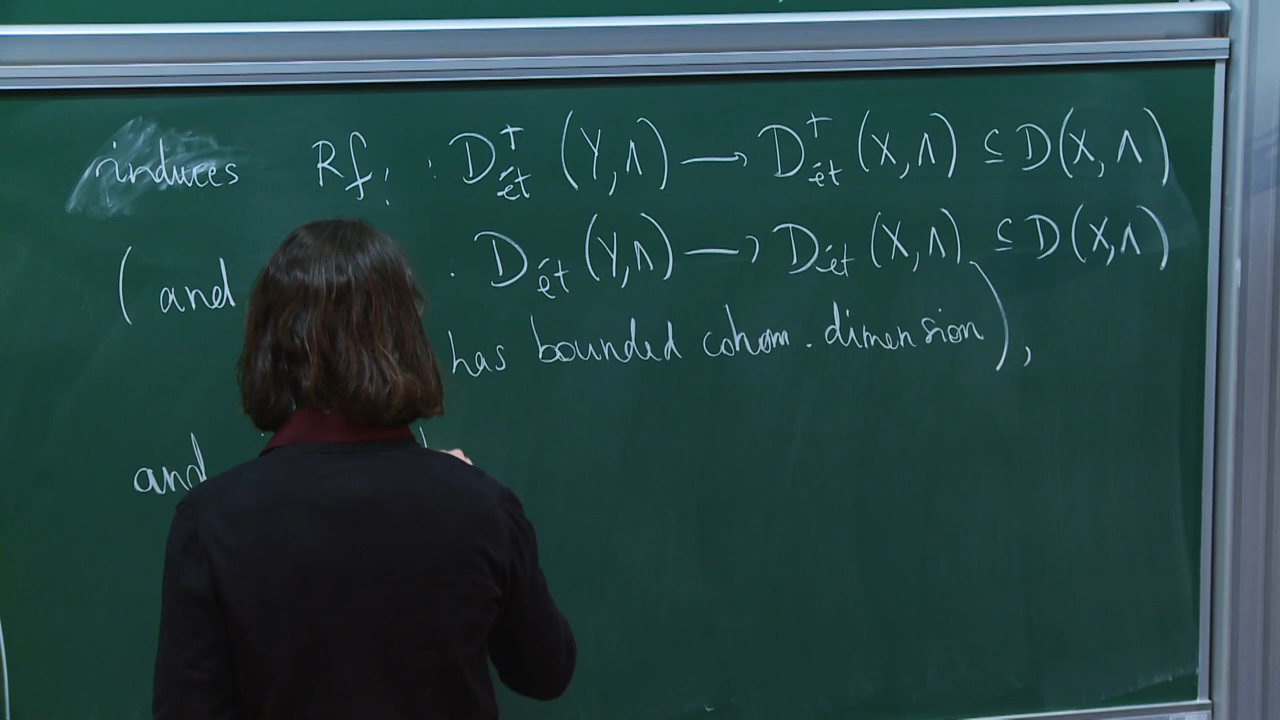 induces Rf! : D⁺ét (Y,Λ) ⟶ D⁺ét (X,Λ) ⊆ D(X,Λ)
(and : Dét (Y,Λ) ⟶ Dét (X,Λ) ⊆ D(X,Λ)
has bounded cohom. dimension),
and